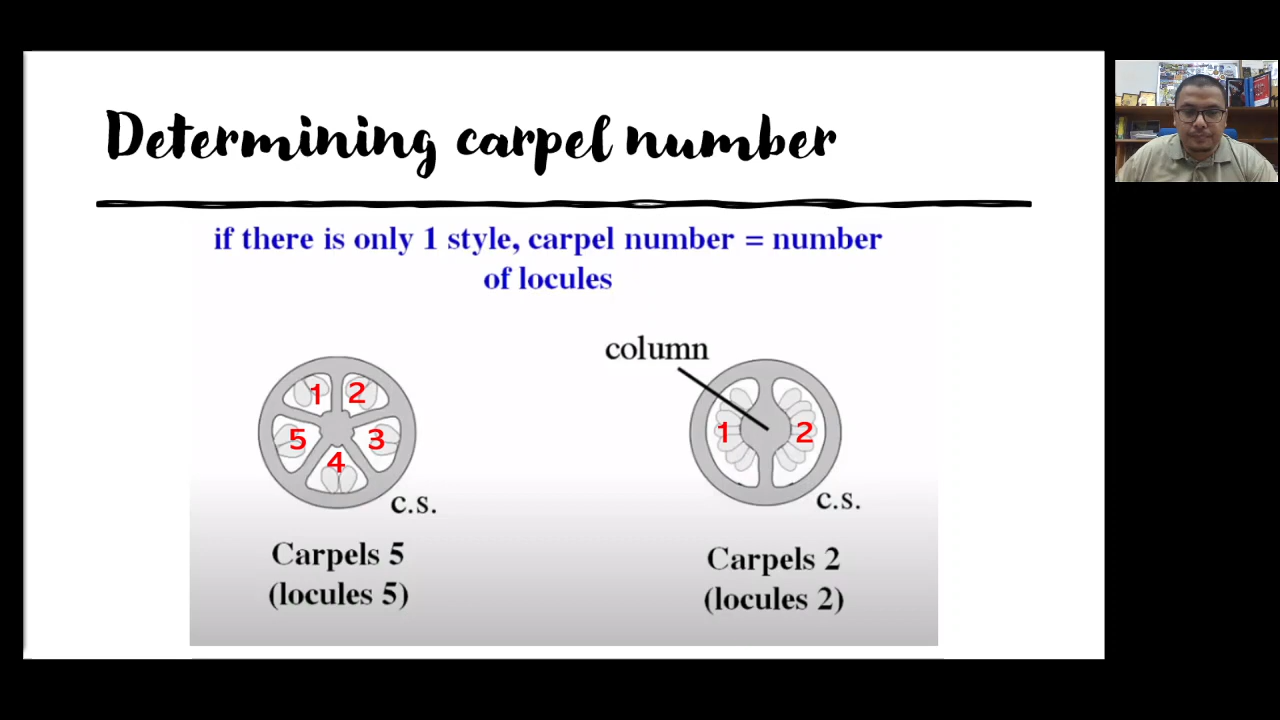 Determining carpel number
if there is only 1 style, carpel number = number
of locules
column
1 2
5 3
4
1 2
c.s.
c.s.
Carpels 5
(locules 5)
Carpels 2
(locules 2)